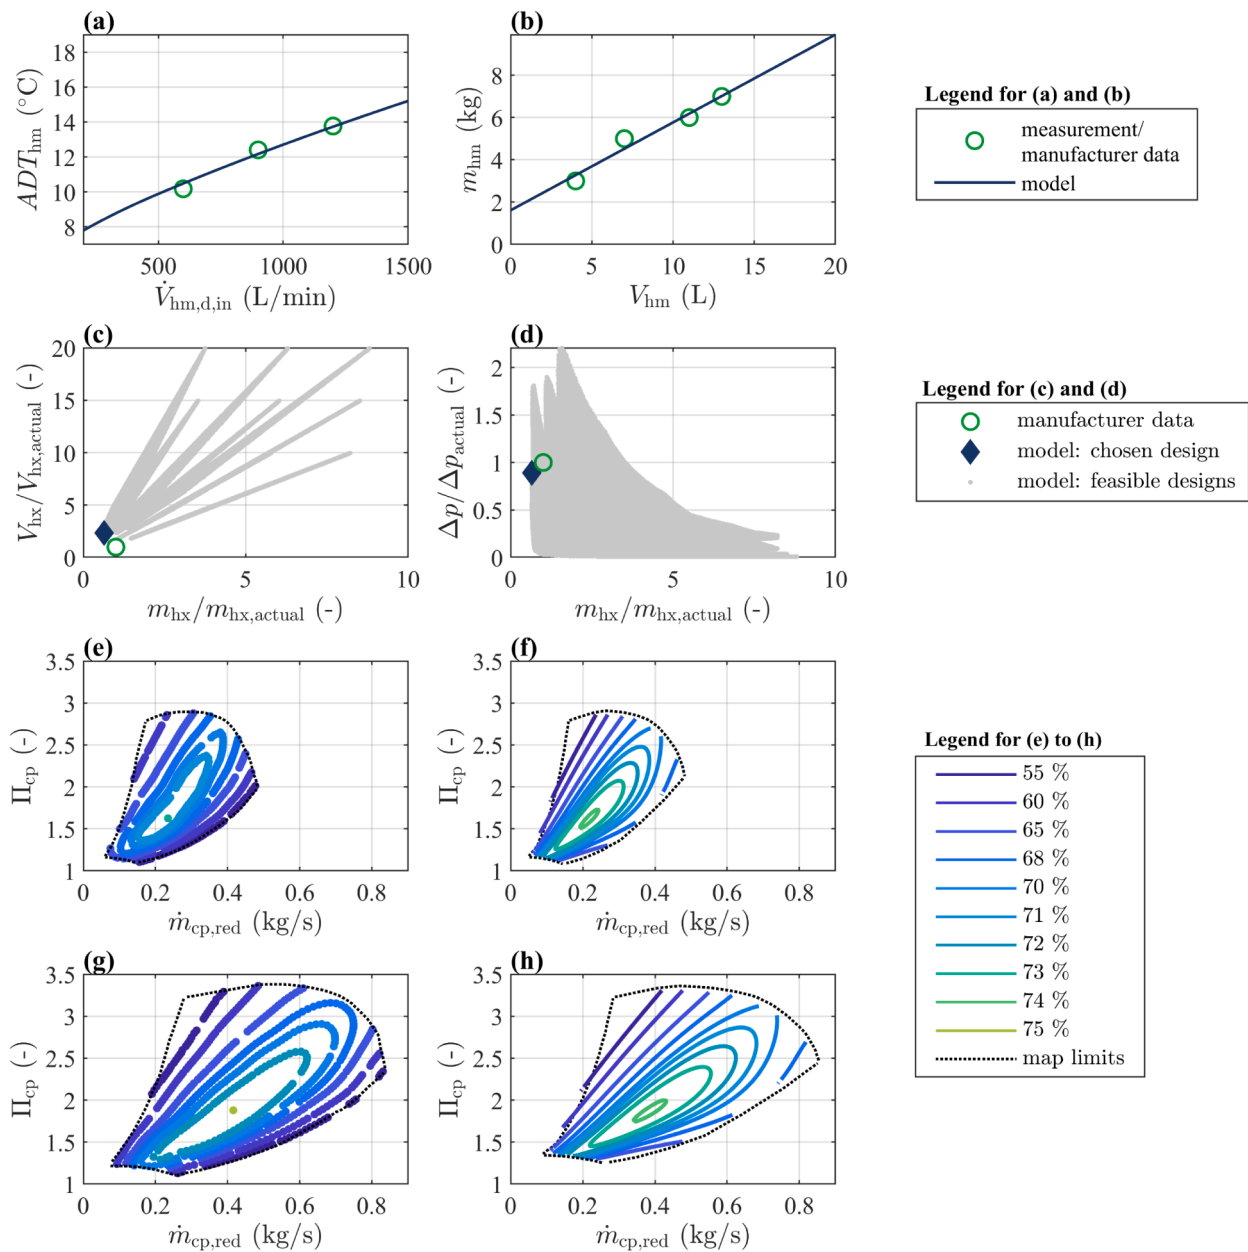 (a)
18
16
14
12
10
8
ADT_hm (°C)
500
1000
1500
V̇_hm,d,in (L/min)
(b)
8
6
4
2
0
m_hm (kg)
0
5
10
15
20
V_hm (L)
Legend for (a) and (b)
measurement/
manufacturer data
model
(c)
20
15
10
5
0
V_hx/V_hx,actual (-)
0
5
10
m_hx/m_hx,actual (-)
(d)
2
1.5
1
0.5
0
Δp/Δp_actual (-)
0
5
10
m_hx/m_hx,actual (-)
Legend for (c) and (d)
manufacturer data
model: chosen design
model: feasible designs
(e)
3.5
3
2.5
2
1.5
1
Π_cp (-)
0
0.2
0.4
0.6
0.8
ṁ_cp,red (kg/s)
(f)
3.5
3
2.5
2
1.5
1
Π_cp (-)
0
0.2
0.4
0.6
0.8
ṁ_cp,red (kg/s)
(g)
3.5
3
2.5
2
1.5
1
Π_cp (-)
0
0.2
0.4
0.6
0.8
ṁ_cp,red (kg/s)
(h)
3.5
3
2.5
2
1.5
1
Π_cp (-)
0
0.2
0.4
0.6
0.8
ṁ_cp,red (kg/s)
Legend for (e) to (h)
55 %
60 %
65 %
68 %
70 %
71 %
72 %
73 %
74 %
75 %
map limits